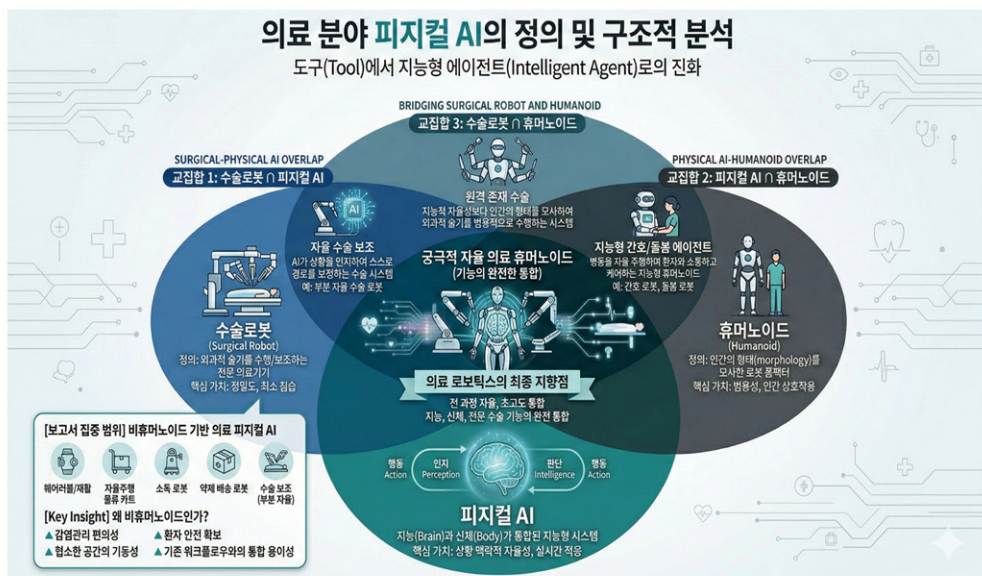 의료 분야 피지컬 AI의 정의 및 구조적 분석
도구(Tool)에서 지능형 에이전트(Intelligent Agent)로의 진화
BRIDGING SURGICAL ROBOT AND HUMANOID
교집합 3: 수술로봇 ∩ 휴머노이드
SURGICAL-PHYSICAL AI OVERLAP
교집합 1: 수술로봇 ∩ 피지컬 AI
PHYSICAL AI-HUMANOID OVERLAP
교집합 2: 피지컬 AI ∩ 휴머노이드
원격 존재 수술
지능적 자율성보다 인간의 형태를 모사하여
외과적 술기를 범용적으로 수행하는 시스템
AI
자율 수술 보조
AI가 상황을 인지하여 스스로
경로를 보정하는 수술 시스템
예: 부분 자율 수술 로봇
지능형 간호/돌봄 에이전트
병동을 자율 주행하며 환자와 소통하고
케어하는 지능형 휴머노이드
예: 간호 로봇, 돌봄 로봇
궁극적 자율 의료 휴머노이드
(기능의 완전한 통합)
의료 로보틱스의 최종 지향점
전 과정 자율, 초고도 통합
지능, 신체, 전문 수술 기능의 완전 통합
수술로봇
(Surgical Robot)
정의: 외과적 술기를 수행/보조하는
전문 의료기기
핵심 가치: 정밀도, 최소 침습
휴머노이드
(Humanoid)
정의: 인간의 형태(morphology)를
모사한 로봇 폼팩터
핵심 가치: 범용성, 인간 상호작용
행동
Action
인지
Perception
판단
Intelligence
행동
Action
피지컬 AI
지능(Brain)과 신체(Body)가 통합된 지능형 시스템
핵심 가치: 상황 맥락적 자율성, 실시간 적응
[보고서 집중 범위] 비휴머노이드 기반 의료 피지컬 AI
웨어러블/재활
자율주행
물류 카트
소독 로봇
약제 배송 로봇
수술 보조
(부분 자율)
[Key Insight] 왜 비휴머노이드인가?
▲감염관리 편의성
▲환자 안전 확보
▲협소한 공간의 기동성
▲기존 워크플로우와의 통합 용이성